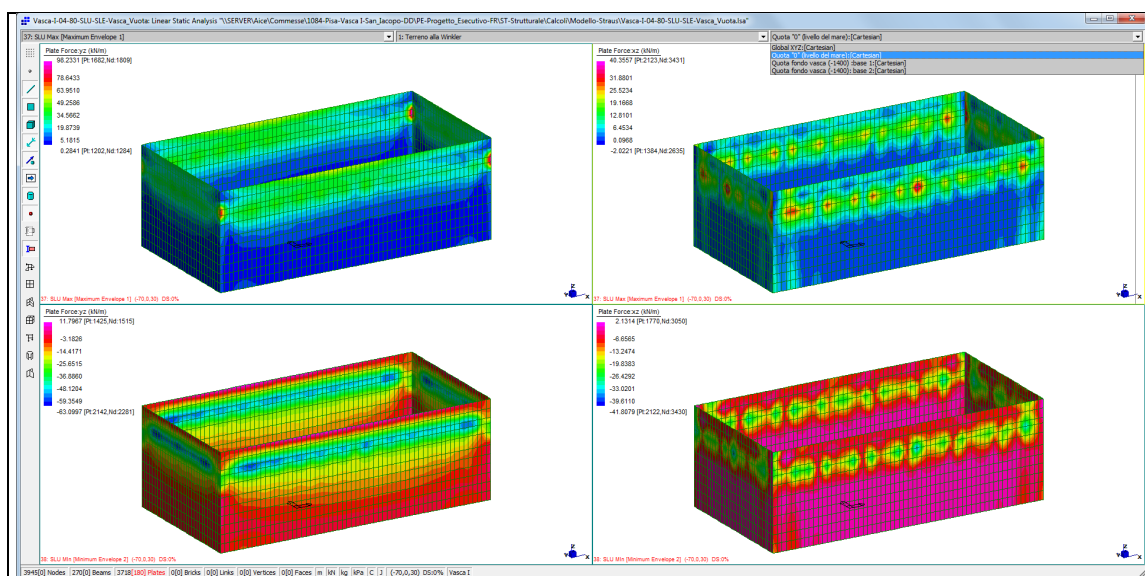 Vasca-I-04-80-SLU-SLE-Vasca_Vuota: Linear Static Analysis "\\SERVER\Aice\Commesse\1084-Pisa-Vasca I-San_Jacopo-DD\PE-Progetto_Esecutivo-FR\ST-Strutturale\Calcoli\Modello-Straus\Vasca-I-04-80-SLU-SLE-Vasca_Vuota.lsa"
37: SLU Max [Maximum Envelope 1]
1: Terreno alla Winkler
Quota "0" (livello del mare):[Cartesian]
Global XYZ:[Cartesian]
Quota "0" (livello del mare):[Cartesian]
Quota fondo vasca (-1400) :base 1:[Cartesian]
Quota fondo vasca (-1400): base 2:[Cartesian]
Plate Force:yz (kN/m)
98.2331 [Pt:1682,Nd:1809]
78.6433
63.9510
49.2586
34.5662
19.8739
5.1815
0.2841 [Pt:1202,Nd:1284]
37: SLU Max [Maximum Envelope 1] (-70,0,30) DS:0%
Z
Y
X
Plate Force:xz (kN/m)
40.3557 [Pt:2123,Nd:3431]
31.8801
25.5234
19.1668
12.8101
6.4534
0.0968
-2.0221 [Pt:1384,Nd:2635]
37: SLU Max [Maximum Envelope 1] (-70,0,30) DS:0%
Z
Y
X
Plate Force:yz (kN/m)
11.7967 [Pt:1425,Nd:1515]
-3.1826
-14.4171
-25.6515
-36.8860
-48.1204
-59.3549
-63.0997 [Pt:2142,Nd:2281]
38: SLU Min [Minimum Envelope 2] (-70,0,30) DS:0%
Z
Y
X
Plate Force:xz (kN/m)
2.1314 [Pt:1770,Nd:3050]
-6.6565
-13.2474
-19.8383
-26.4292
-33.0201
-39.6110
-41.8079 [Pt:2122,Nd:3430]
38: SLU Min [Minimum Envelope 2] (-70,0,30) DS:0%
Z
Y
X
3945[0] Nodes 270[0] Beams 3718[180] Plates 0[0] Bricks 0[0] Links 0[0] Vertices 0[0] Faces m kN kg kPa C J (-70,0,30) DS:0% Vasca I